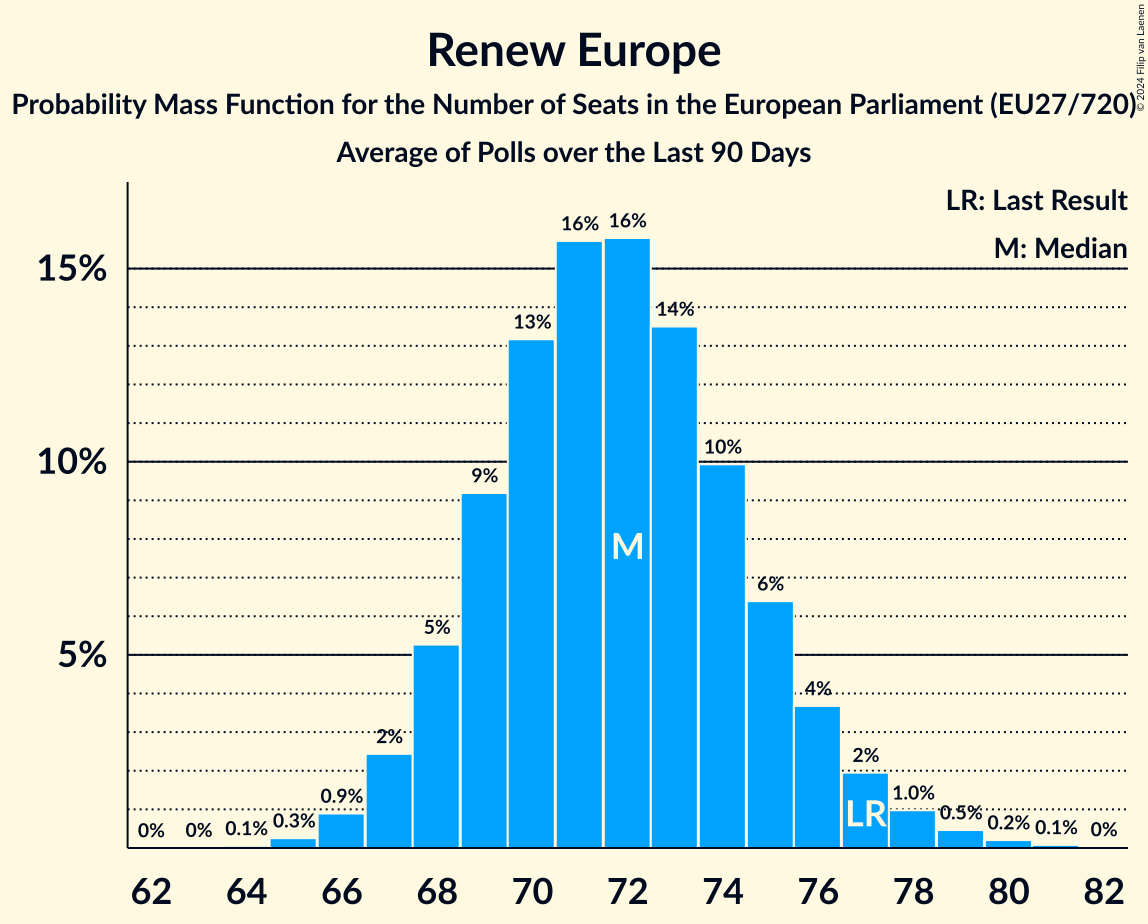 Renew Europe
Probability Mass Function for the Number of Seats in the European Parliament (EU27/720)
Average of Polls over the Last 90 Days
© 2024 Filip van Laenen
LR: Last Result
M: Median
15%
10%
5%
0% 0% 0.1% 0.3% 0.9% 2% 5% 9% 13% 16% 16% 14% 10% 6% 4% 2% 1.0% 0.5% 0.2% 0.1% 0%
M
LR
62 64 66 68 70 72 74 76 78 80 82